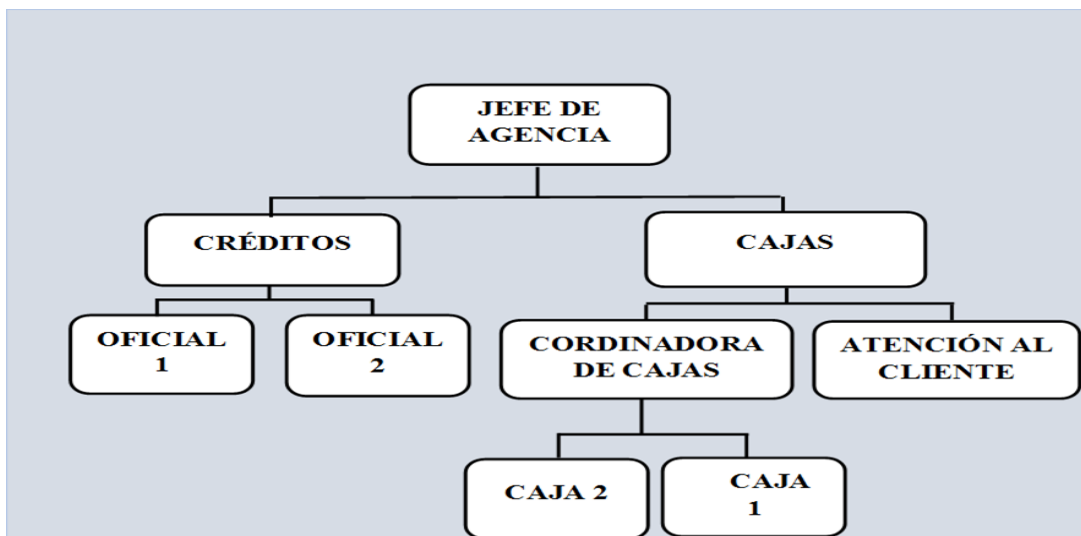 JEFE DE
AGENCIA
CRÉDITOS
CAJAS
OFICIAL
1
OFICIAL
2
CORDINADORA
DE CAJAS
ATENCIÓN AL
CLIENTE
CAJA 2
CAJA
1